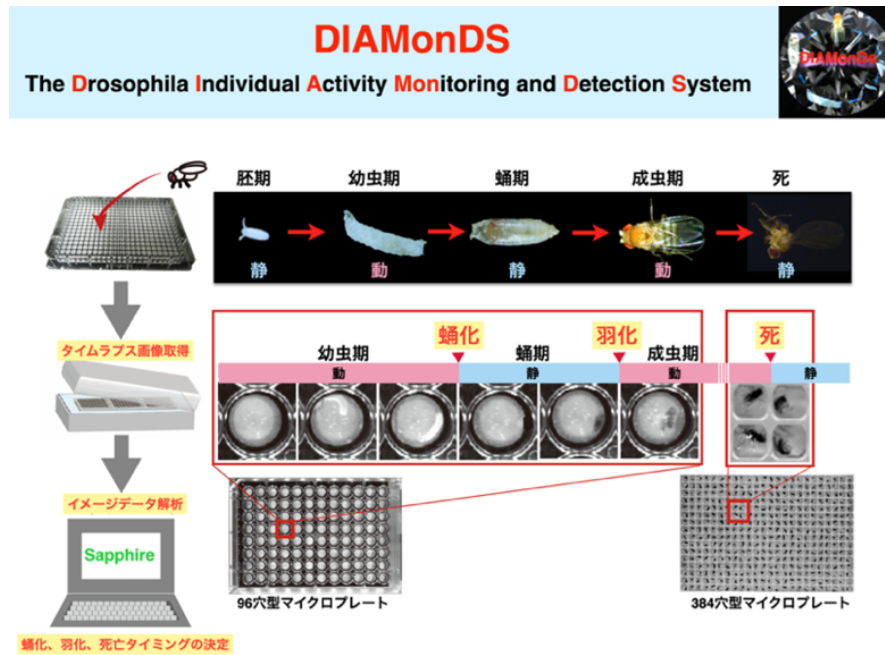 DIAMonDS
The Drosophila Individual Activity Monitoring and Detection System
DIAMonDs
胚期 幼虫期 蛹期 成虫期 死
静 動 静 動 静
タイムラプス画像取得
蛹化 羽化 死
幼虫期 蛹期 成虫期
動 静 動 静
イメージデータ解析
Sapphire
96穴型マイクロプレート
384穴型マイクロプレート
蛹化、羽化、死亡タイミングの決定